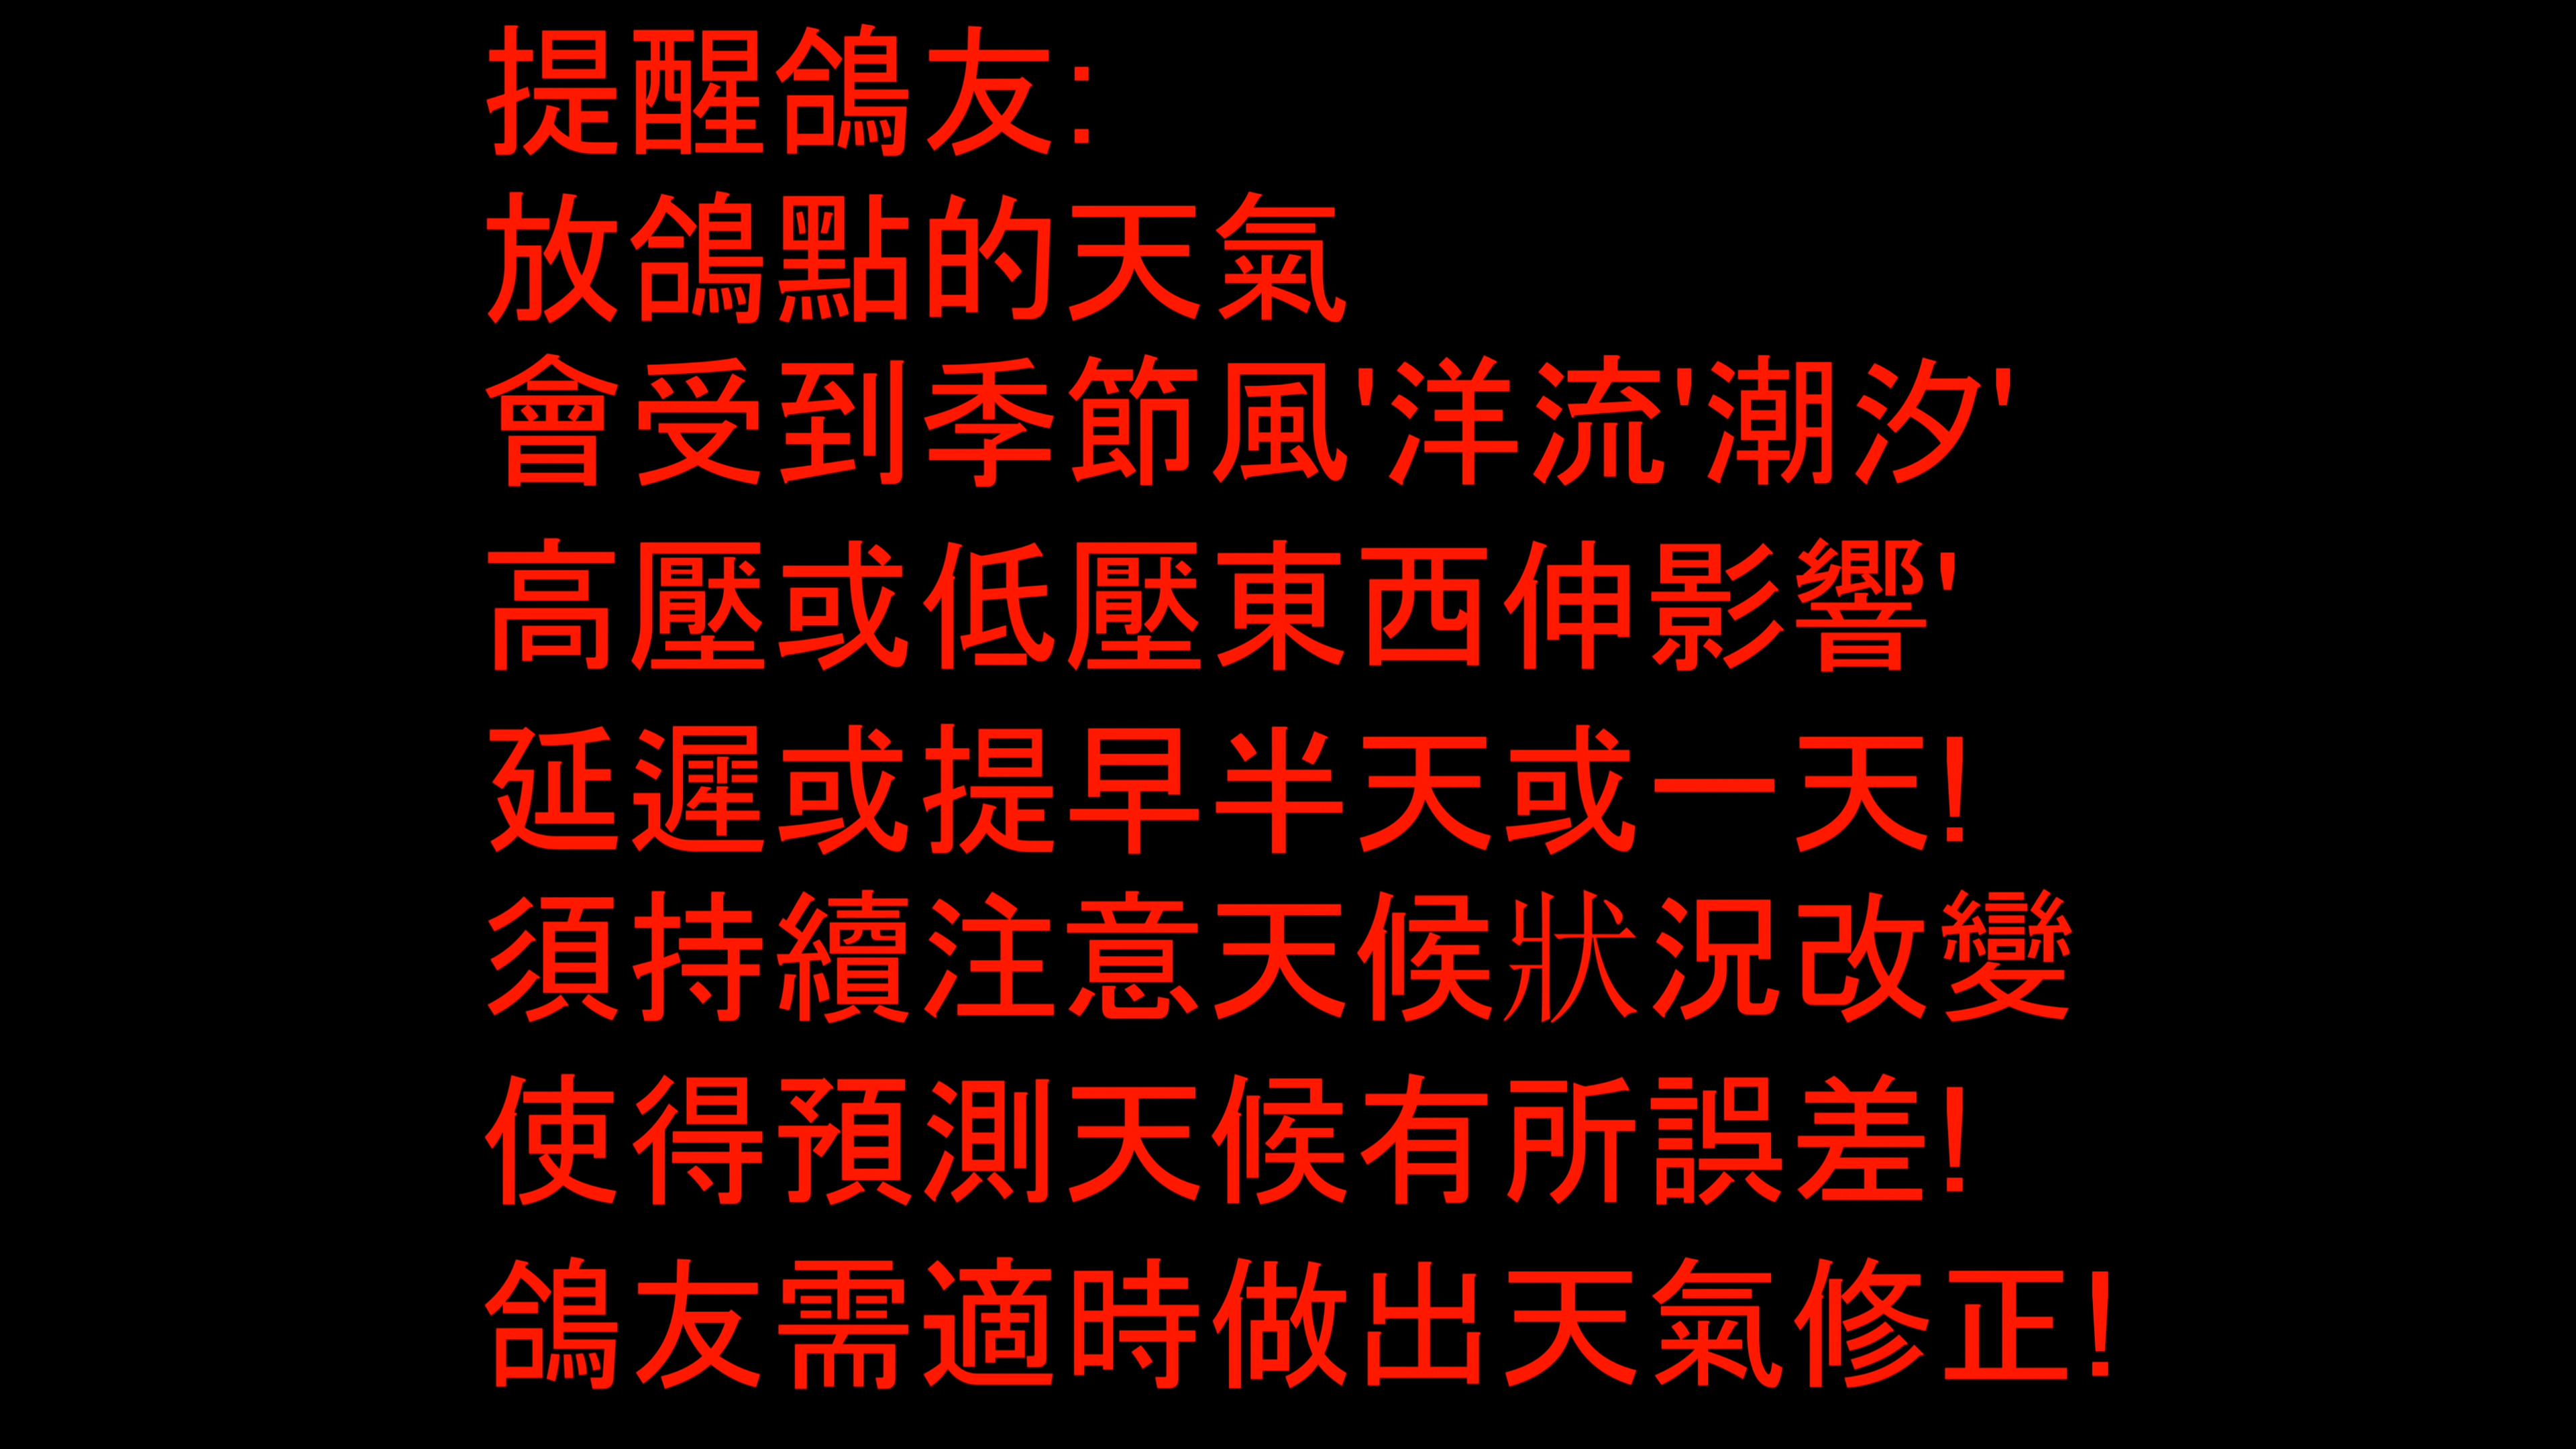 提醒鴿友:
放鴿點的天氣
會受到季節風'洋流'潮汐'
高壓或低壓東西伸影響'
延遲或提早半天或一天!
須持續注意天候狀況改變
使得預測天候有所誤差!
鴿友需適時做出天氣修正!